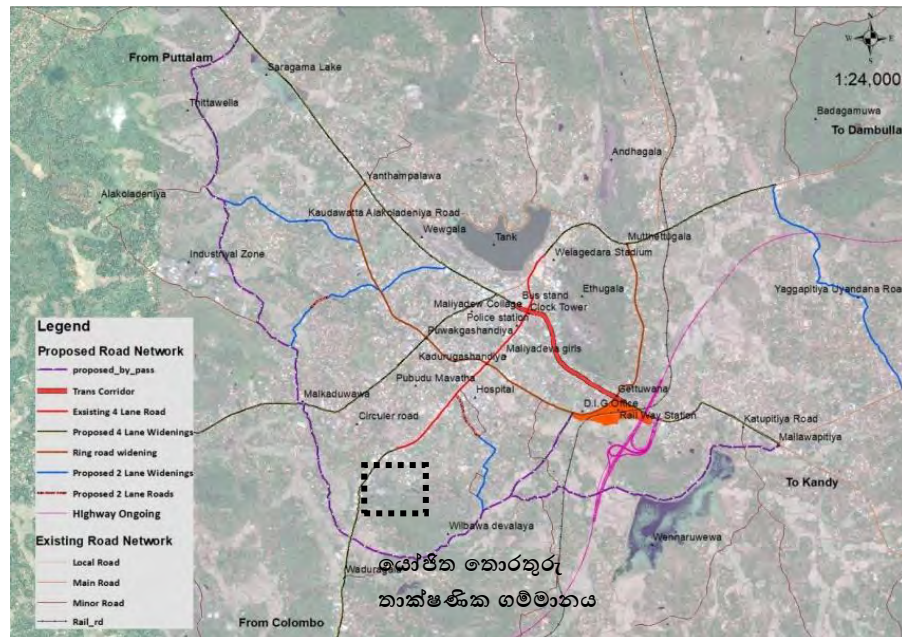 From Puttalam
Saragama Lake
Thittawella
1:24,000
Badagamuwa
To Dambulla
Andhagala
Yanthampalawa
Alakoladeniya
Kaudawatta Alakoladeniya Road
Wewgala
Tank
Mutthettugala
Welagedara Stadium
Industriyal Zone
Ethugala
Yaggapitiya Uyandana Road
Bus stand
Maliyadew Collage
Clock Tower
Police station
Puwakgashandiya
Maliyadeva girls
Kadurugashandiya
Pubudu Mavatha
Malkaduwawa
Hospital
Gettuwana
D.I.G Office
Rail Way Station
Circuler road
Katupitiya Road
Mallawapitiya
To Kandy
Wilbawa devalaya
Wennaruwewa
Waduragala
යෝජිත තොරතුරු
තාක්ෂණික ගම්මානය
From Colombo
Legend
Proposed Road Network
proposed_by_pass
Trans Corridor
Exsisting 4 Lane Road
Proposed 4 Lane Widenings
Ring road widening
Proposed 2 Lane Widenings
Proposed 2 Lane Roads
HIghway Ongoing
Existing Road Network
Local Road
Main Road
Minor Road
Rail_rd
N
W
E
S